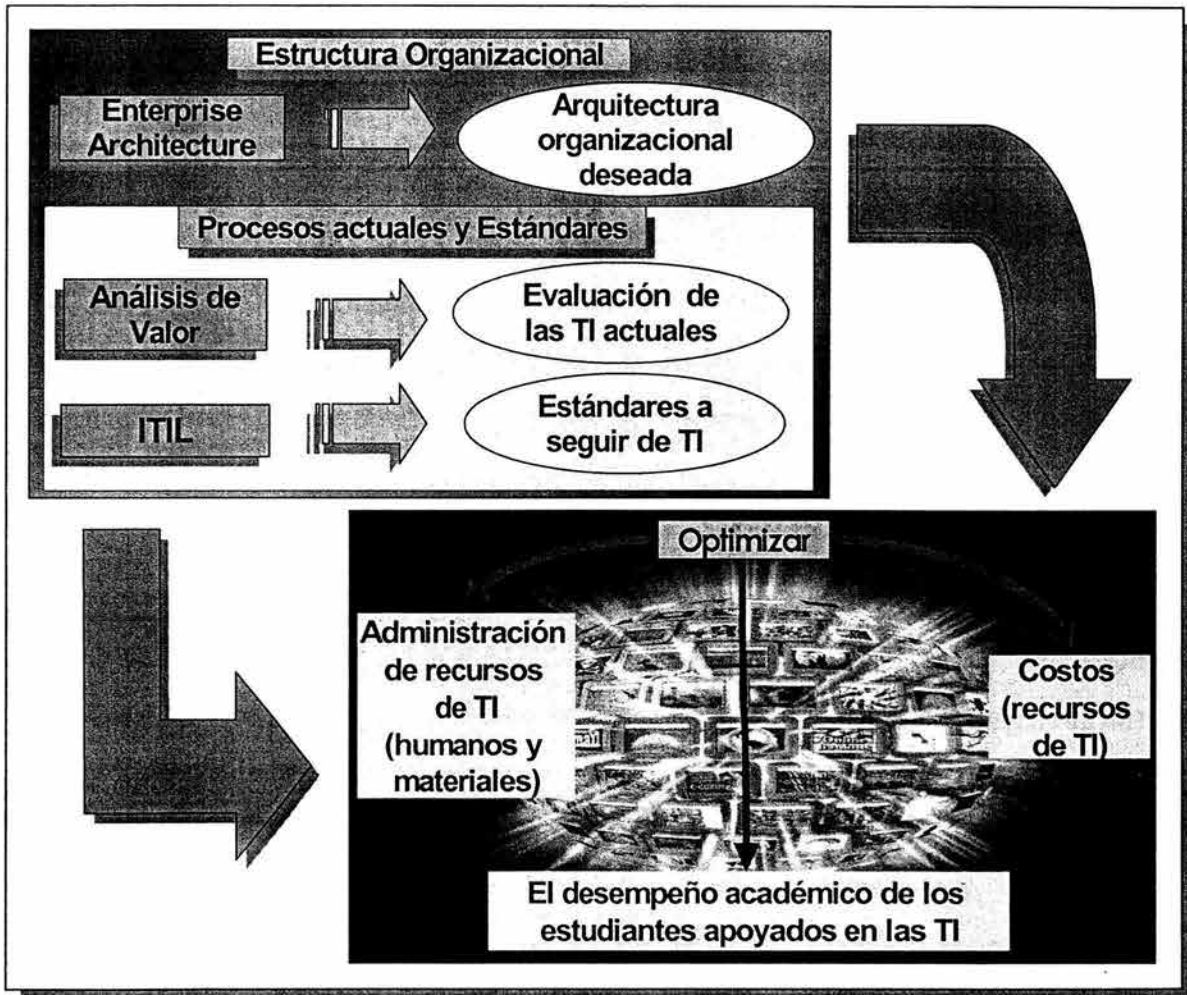 Estructura Organizacional
Enterprise
Architecture
Arquitectura
organizacional
deseada
Procesos actuales y Estándares
Análisis de
Valor
Evaluación de
las TI actuales
ITIL
Estándares a
seguir de TI
Optimizar
Administración
de recursos
de TI
(humanos y
materiales)
Costos
(recursos
de TI)
El desempeño académico de los
estudiantes apoyados en las TI